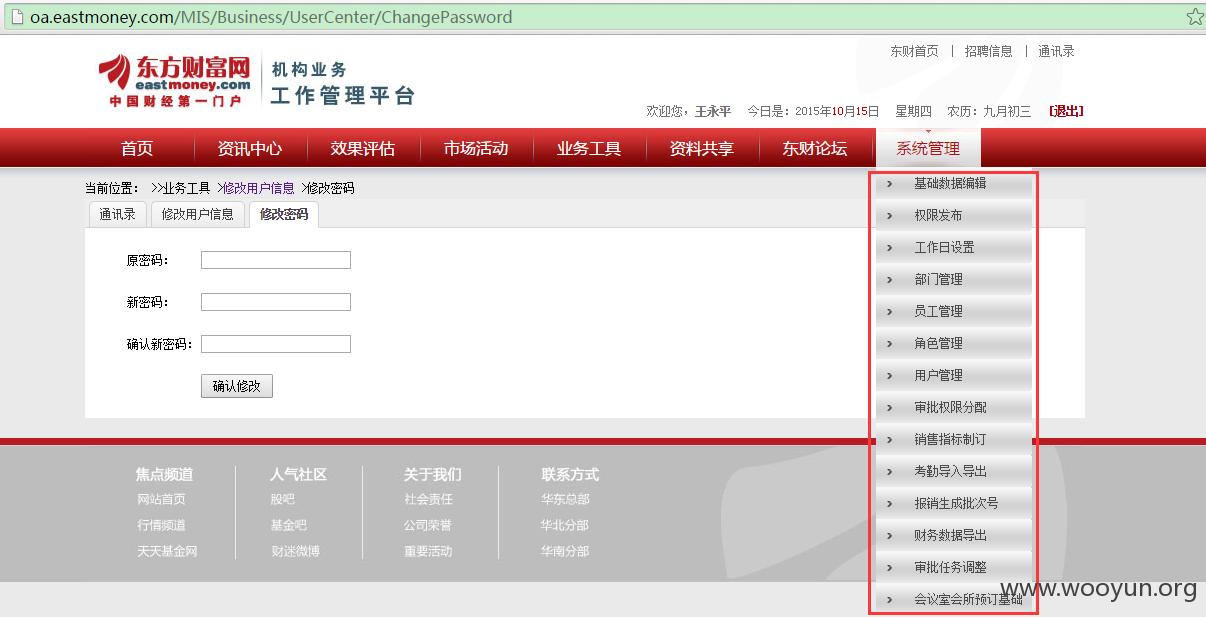 oa.eastmoney.com/MIS/Business/UserCenter/ChangePassword
东财首页 | 招聘信息 | 通讯录
东方财富网
eastmoney.com
中国财经第一门户
机构业务
工作管理平台
欢迎您，王永平 今日是：2015年10月15日 星期四 农历：九月初三 【退出】
首页 资讯中心 效果评估 市场活动 业务工具 资料共享 东财论坛 系统管理
当前位置： >>业务工具 >修改用户信息 >修改密码
通讯录 修改用户信息 修改密码
原密码：
新密码：
确认新密码：
确认修改
› 基础数据编辑
› 权限发布
› 工作日设置
› 部门管理
› 员工管理
› 角色管理
› 用户管理
› 审批权限分配
› 销售指标制订
› 考勤导入导出
› 报销生成批次号
› 财务数据导出
› 审批任务调整
› 会议室会所预订基础
焦点频道 人气社区 关于我们 联系方式
网站首页 股吧 社会责任 华东总部
行情频道 基金吧 公司荣誉 华北分部
天天基金网 财迷微博 重要活动 华南分部
www.wooyun.org